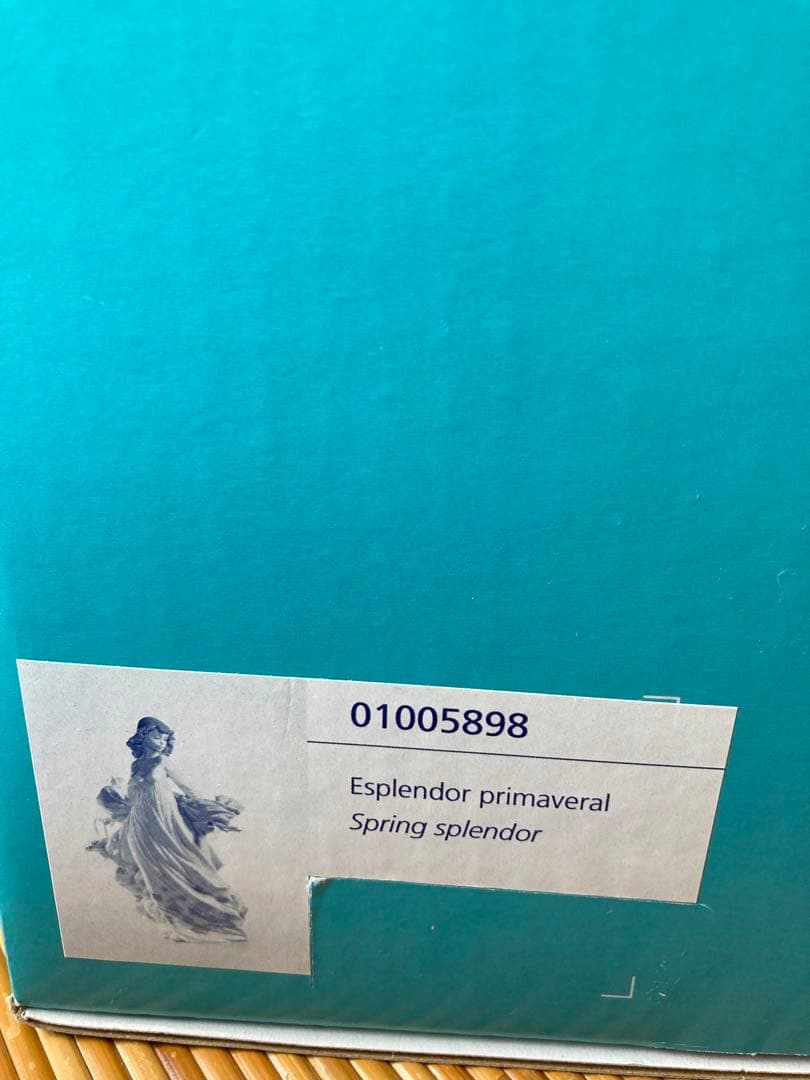 01005898
Esplendor primaveral
Spring splendor